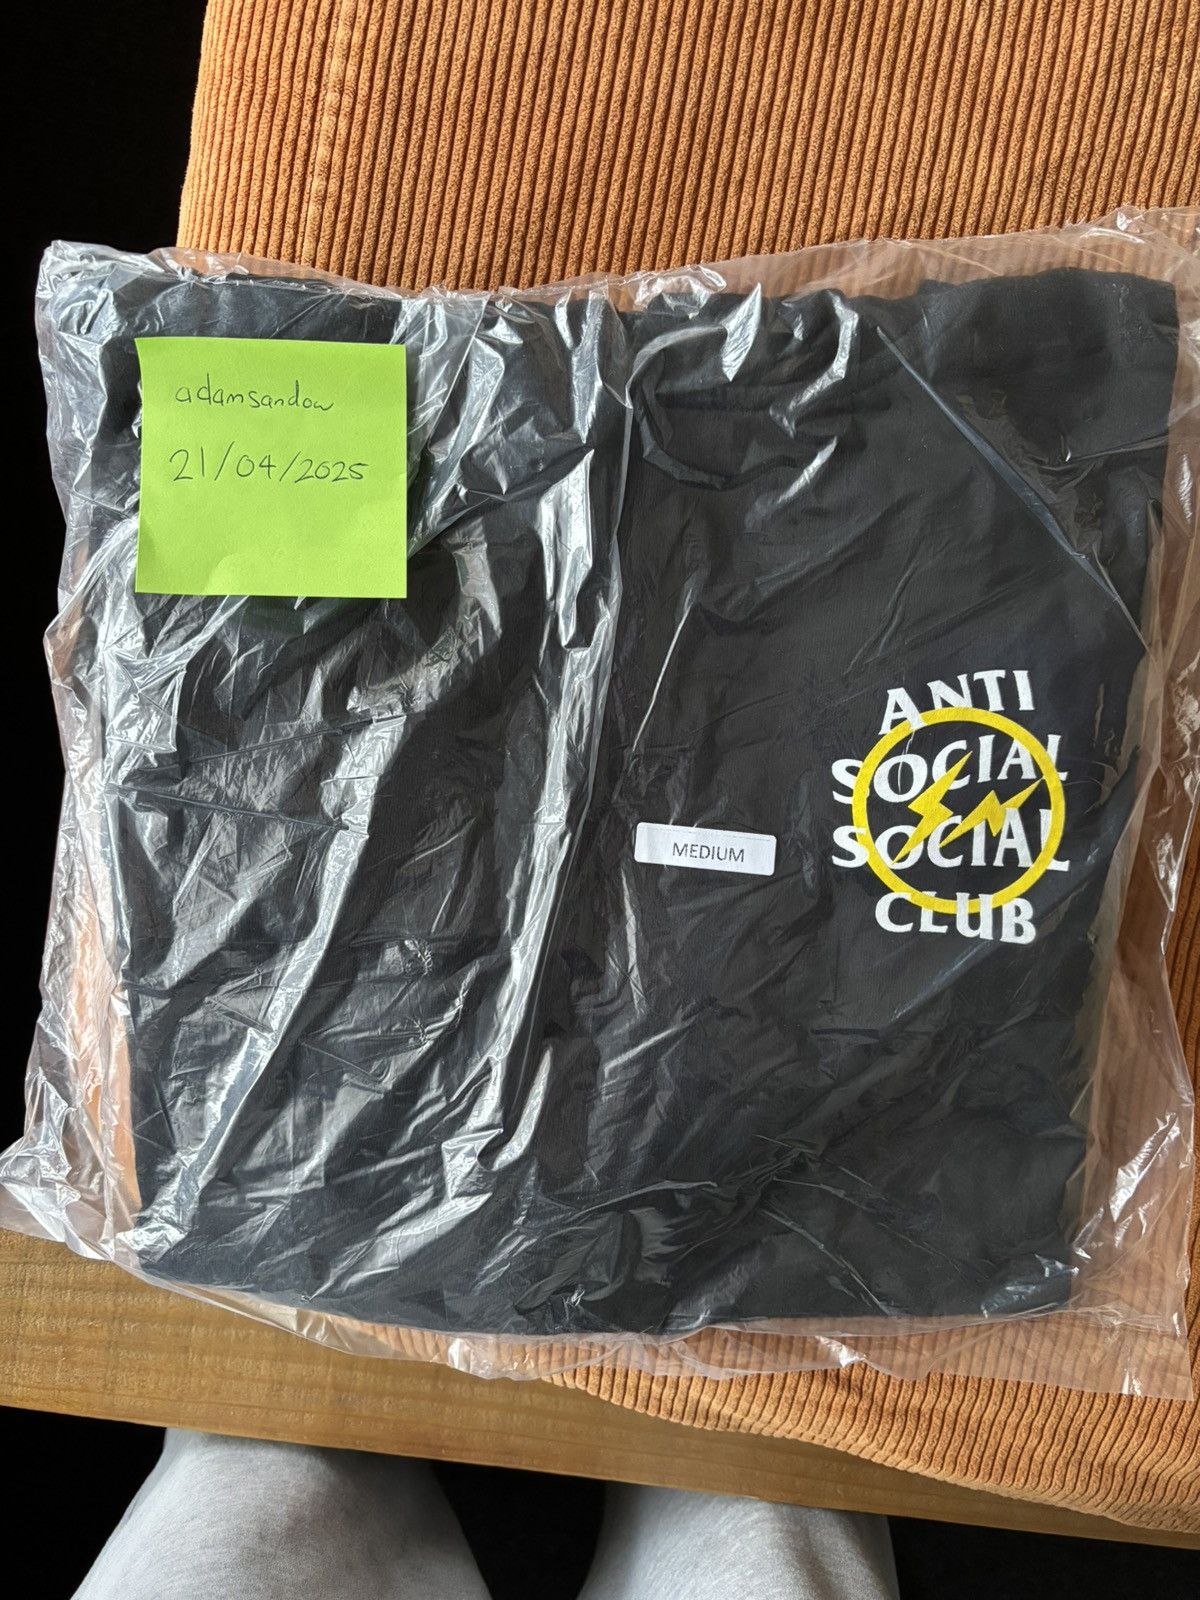 adamsandow
21/04/2025
MEDIUM
ANTI
SOCIAL
SOCIAL
CLUB